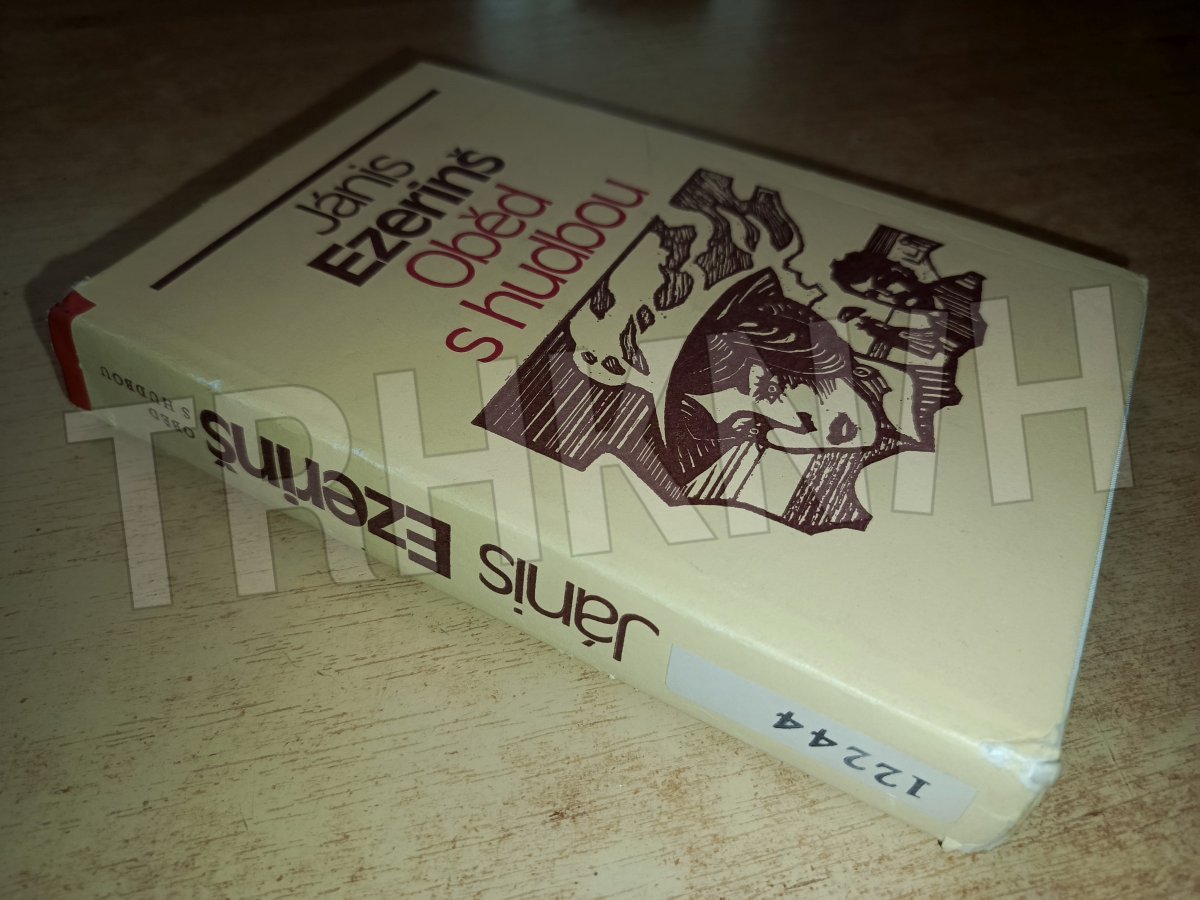 Jánis
Ezeriņš
Oběd
s hudbou
OBĚD
S HUDBOU
Jánis Ezeriņš
12244
TRHKNIH